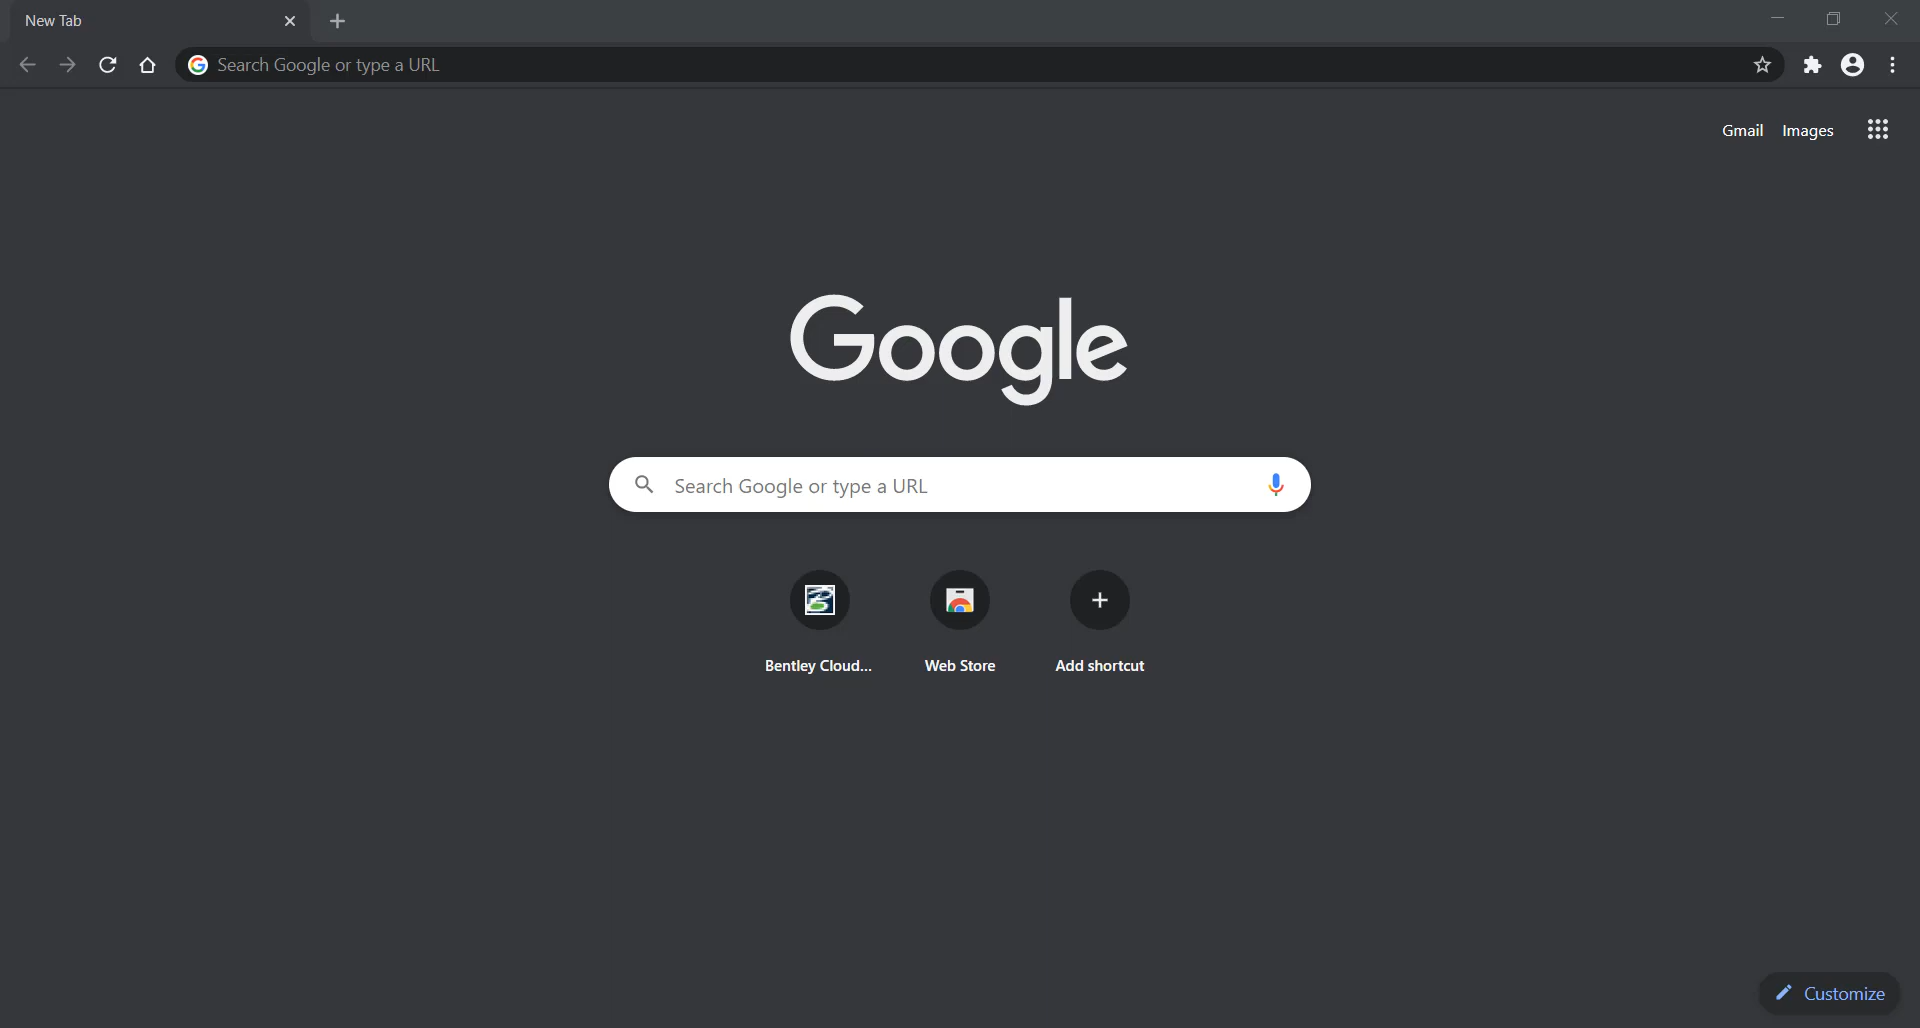 New Tab
Search Google or type a URL
Gmail Images
Google
Search Google or type a URL
Bentley Cloud... Web Store Add shortcut
Customize